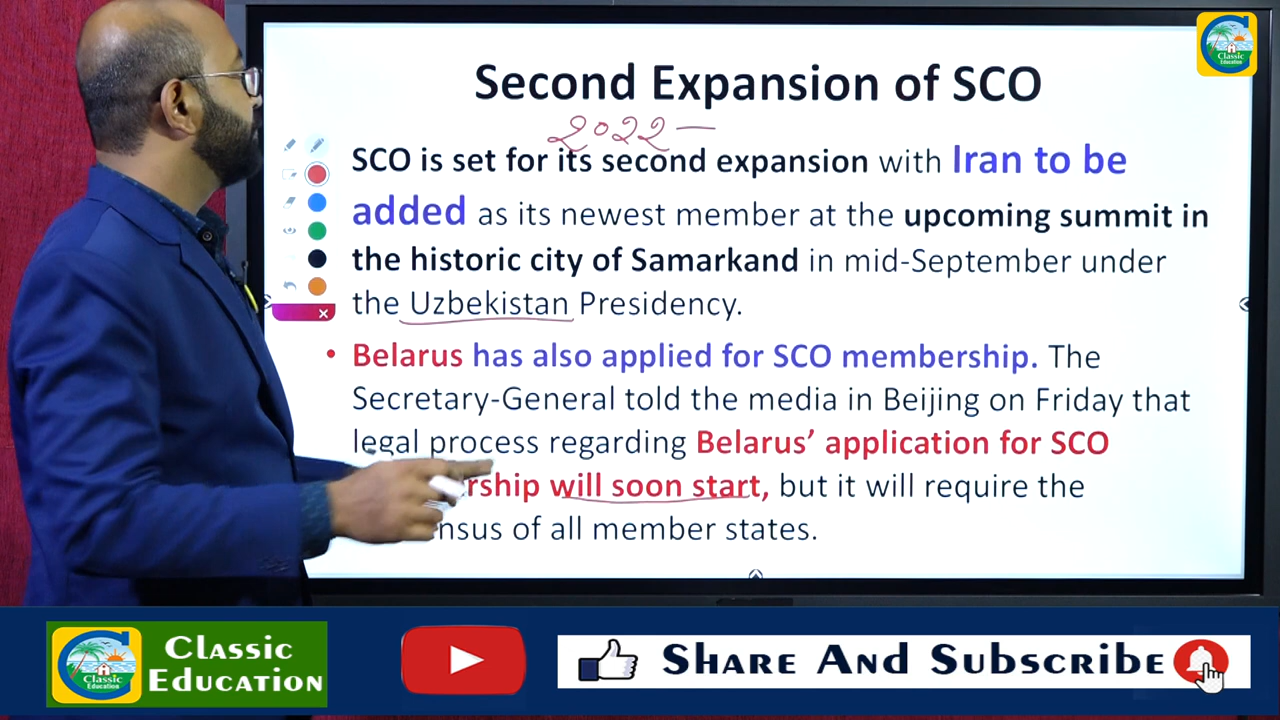 Second Expansion of SCO
2022 –
SCO is set for its second expansion with Iran to be
added as its newest member at the upcoming summit in
the historic city of Samarkand in mid-September under
the Uzbekistan Presidency.
• Belarus has also applied for SCO membership. The
Secretary-General told the media in Beijing on Friday that
legal process regarding Belarus’ application for SCO
rship will soon start, but it will require the
nsus of all member states.
Classic
Education
Classic
Education
Classic
Education
Share And Subscribe